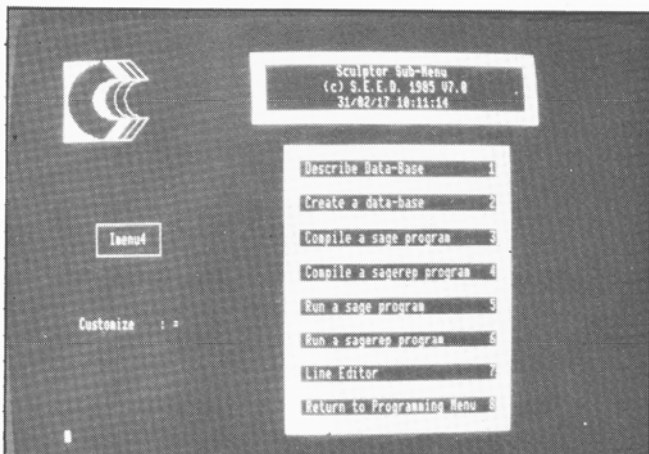 Sculptor Sub-Menu
(c) S.E.E.D. 1985 V7.0
31/02/17 10:11:14
Describe Data-Base 1
Create a data-base 2
Imenu4
Compile a sage program 3
Compile a sagerep program 4
Run a sage program 5
Customize : =
Run a sagerep program 6
Line Editor 7
Return to Programming Menu 8